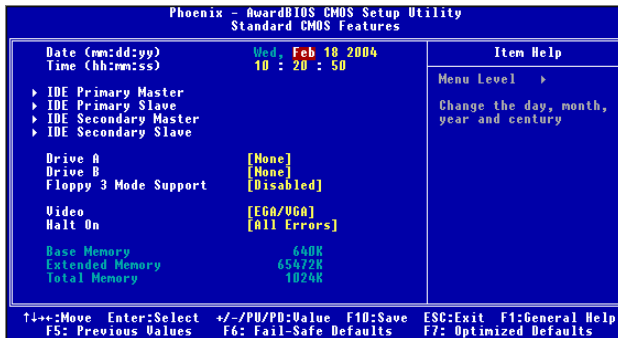 Phoenix - AwardBIOS CMOS Setup Utility
Standard CMOS Features
Date (mm:dd:yy) Wed, Feb 18 2004
Time (hh:mm:ss) 10 : 20 : 50
▶ IDE Primary Master
▶ IDE Primary Slave
▶ IDE Secondary Master
▶ IDE Secondary Slave
Drive A [None]
Drive B [None]
Floppy 3 Mode Support [Disabled]
Video [EGA/VGA]
Halt On [All Errors]
Base Memory 640K
Extended Memory 65472K
Total Memory 1024K
Item Help
Menu Level ▶
Change the day, month,
year and century
↑↓→←:Move Enter:Select +/-/PU/PD:Value F10:Save ESC:Exit F1:General Help
F5: Previous Values F6: Fail-Safe Defaults F7: Optimized Defaults